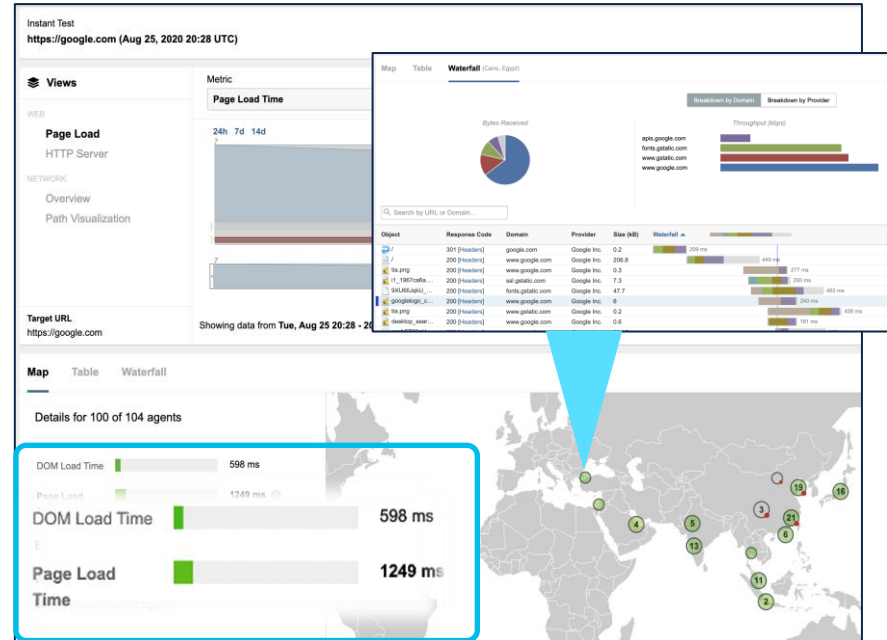 Instant Test
https://google.com (Aug 25, 2020 20:28 UTC)
Views
Metric
Page Load Time
WEB
Page Load
HTTP Server
NETWORK
Overview
Path Visualization
24h 7d 14d
7
7
Target URL
https://google.com
Showing data from Tue, Aug 25 20:28 - 20
Map Table Waterfall (Cairo, Egypt)
Breakdown by Domain Breakdown by Provider
Bytes Received
Throughput (kbps)
apis.google.com
fonts.gstatic.com
www.gstatic.com
www.google.com
Search by URL or Domain...
Object Response Code Domain Provider Size (kB) Waterfall
/ 301 [Headers] google.com Google Inc. 0.2 209 ms
/ 200 [Headers] www.google.com Google Inc. 206.8 449 ms
tia.png 200 [Headers] www.google.com Google Inc. 0.3 277 ms
i1_1967ca6a... 200 [Headers] ssl.gstatic.com Google Inc. 7.3 260 ms
200 [Headers] fonts.gstatic.com Google Inc. 47.7 452 ms
googlelogo_c... 200 [Headers] www.google.com Google Inc. 6 240 ms
tia.png 200 [Headers] www.gstatic.com Google Inc. 0.2 459 ms
desktop_sear... 200 [Headers] www.google.com Google Inc. 0.6 181 ms
Map Table Waterfall
Details for 100 of 104 agents
DOM Load Time 598 ms
Page Load 1249 ms
DOM Load Time 598 ms
Page Load Time 1249 ms
19
16
3
21
4
5
6
13
11
2